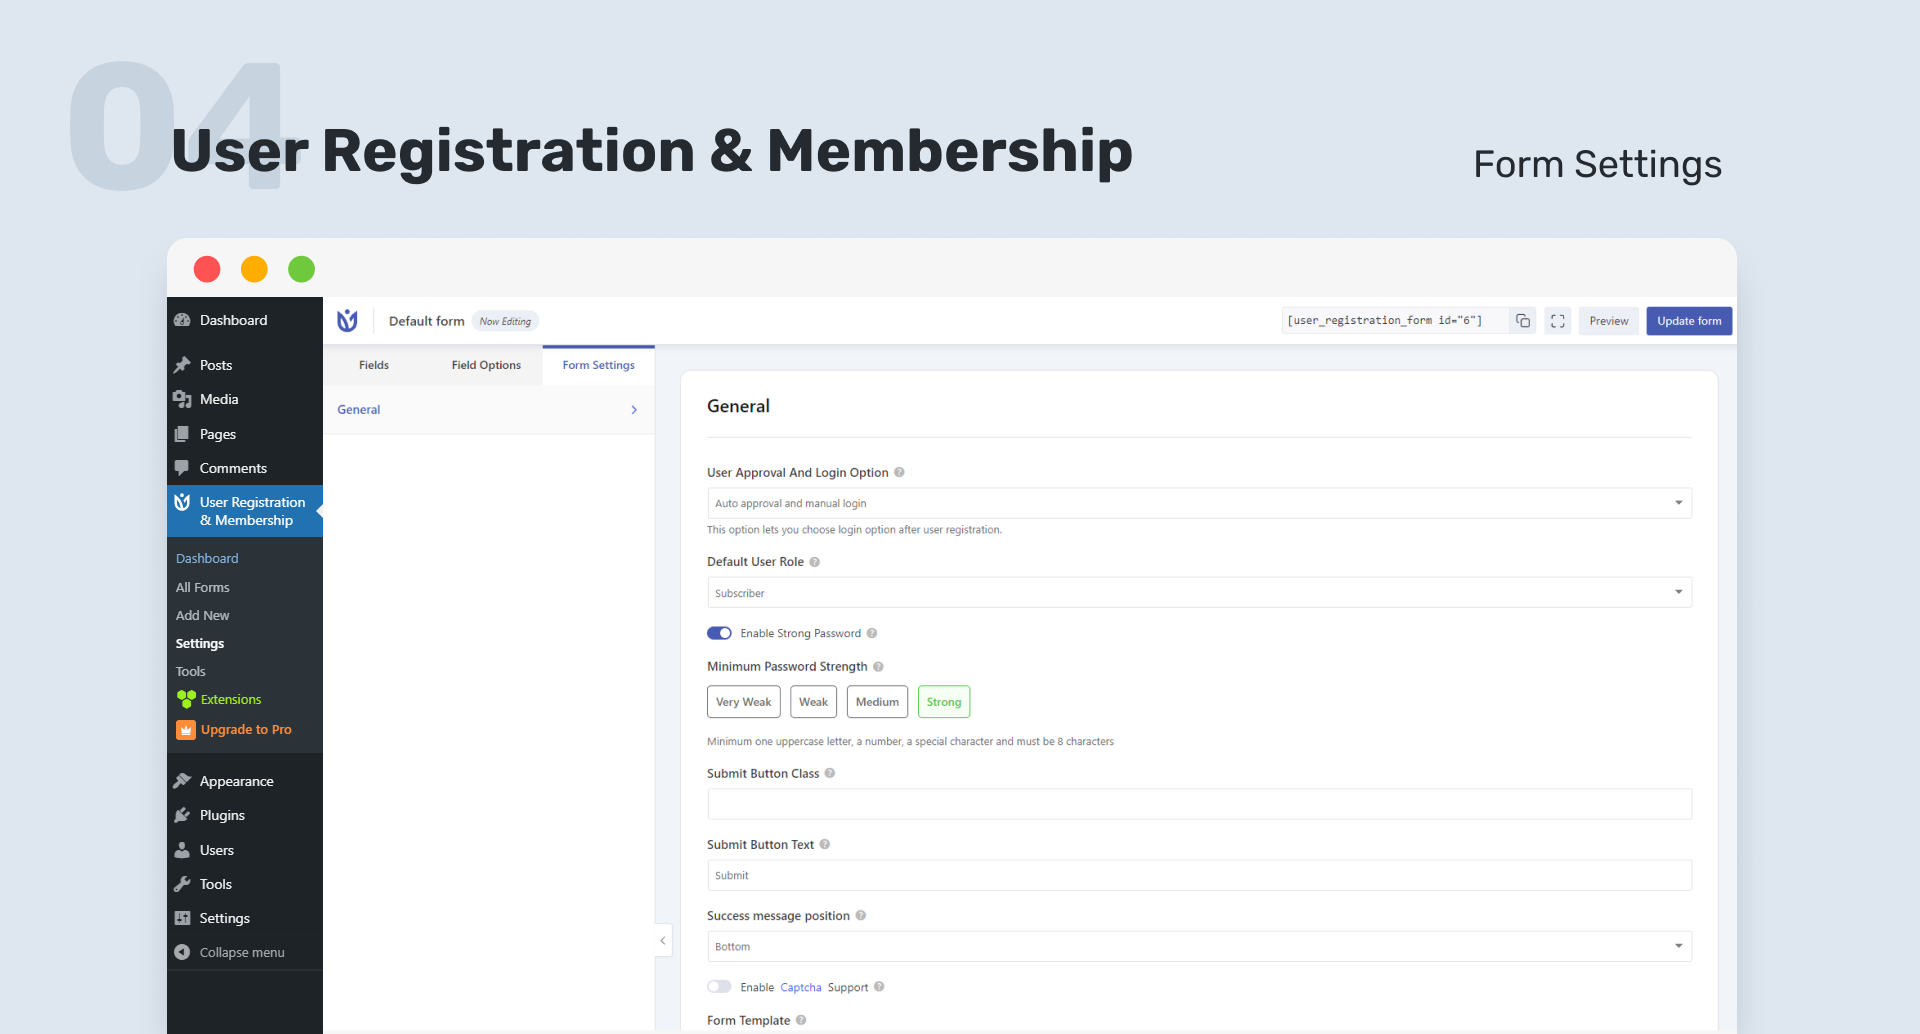 04
User Registration & Membership
Form Settings
Dashboard
Posts
Media
Pages
Comments
User Registration
& Membership
Dashboard
All Forms
Add New
Settings
Tools
Extensions
Upgrade to Pro
Appearance
Plugins
Users
Tools
Settings
Collapse menu
Default form Now Editing
[user_registration_form id="6"] Preview Update form
Fields Field Options Form Settings
General
General
User Approval And Login Option ?
Auto approval and manual login
This option lets you choose login option after user registration.
Default User Role ?
Subscriber
Enable Strong Password ?
Minimum Password Strength ?
Very Weak Weak Medium Strong
Minimum one uppercase letter, a number, a special character and must be 8 characters
Submit Button Class ?
Submit Button Text ?
Submit
Success message position ?
Bottom
Enable Captcha Support ?
Form Template ?